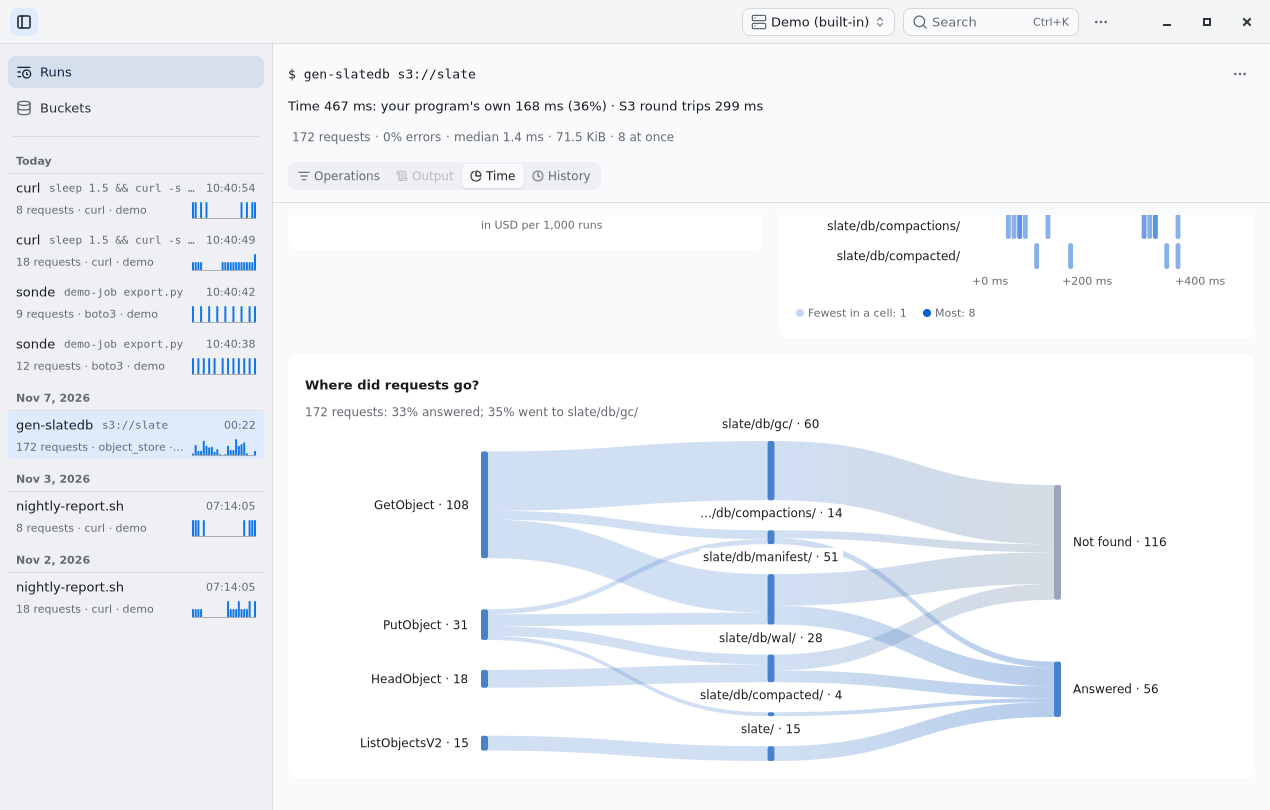 Demo (built-in)
Search
Ctrl+K
Runs
Buckets
Today
curl sleep 1.5 && curl -s … 10:40:54
8 requests · curl · demo
curl sleep 1.5 && curl -s … 10:40:49
18 requests · curl · demo
sonde demo-job export.py 10:40:42
9 requests · boto3 · demo
sonde demo-job export.py 10:40:38
12 requests · boto3 · demo
Nov 7, 2026
gen-slatedb s3://slate 00:22
172 requests · object_store ·…
Nov 3, 2026
nightly-report.sh 07:14:05
8 requests · curl · demo
Nov 2, 2026
nightly-report.sh 07:14:05
18 requests · curl · demo
$ gen-slatedb s3://slate
Time 467 ms: your program's own 168 ms (36%) · S3 round trips 299 ms
172 requests · 0% errors · median 1.4 ms · 71.5 KiB · 8 at once
Operations
Output
Time
History
in USD per 1,000 runs
slate/db/compactions/
slate/db/compacted/
+0 ms +200 ms +400 ms
Fewest in a cell: 1 Most: 8
Where did requests go?
172 requests: 33% answered; 35% went to slate/db/gc/
slate/db/gc/ · 60
GetObject · 108
…/db/compactions/ · 14
Not found · 116
slate/db/manifest/ · 51
PutObject · 31
slate/db/wal/ · 28
HeadObject · 18
Answered · 56
slate/db/compacted/ · 4
slate/ · 15
ListObjectsV2 · 15